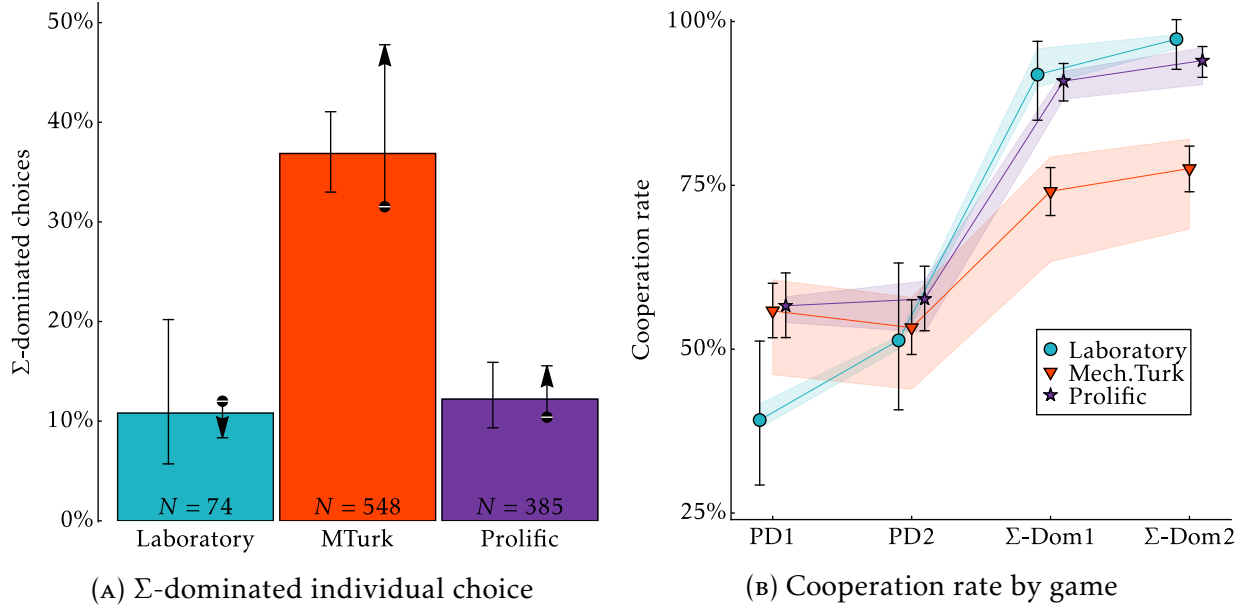 50%
40%
30%
20%
10%
0%
Σ-dominated choices
N = 74
N = 548
N = 385
Laboratory
MTurk
Prolific
(A) Σ-dominated individual choice
100%
75%
50%
25%
Cooperation rate
Laboratory
Mech.Turk
Prolific
PD1
PD2
Σ-Dom1
Σ-Dom2
(B) Cooperation rate by game